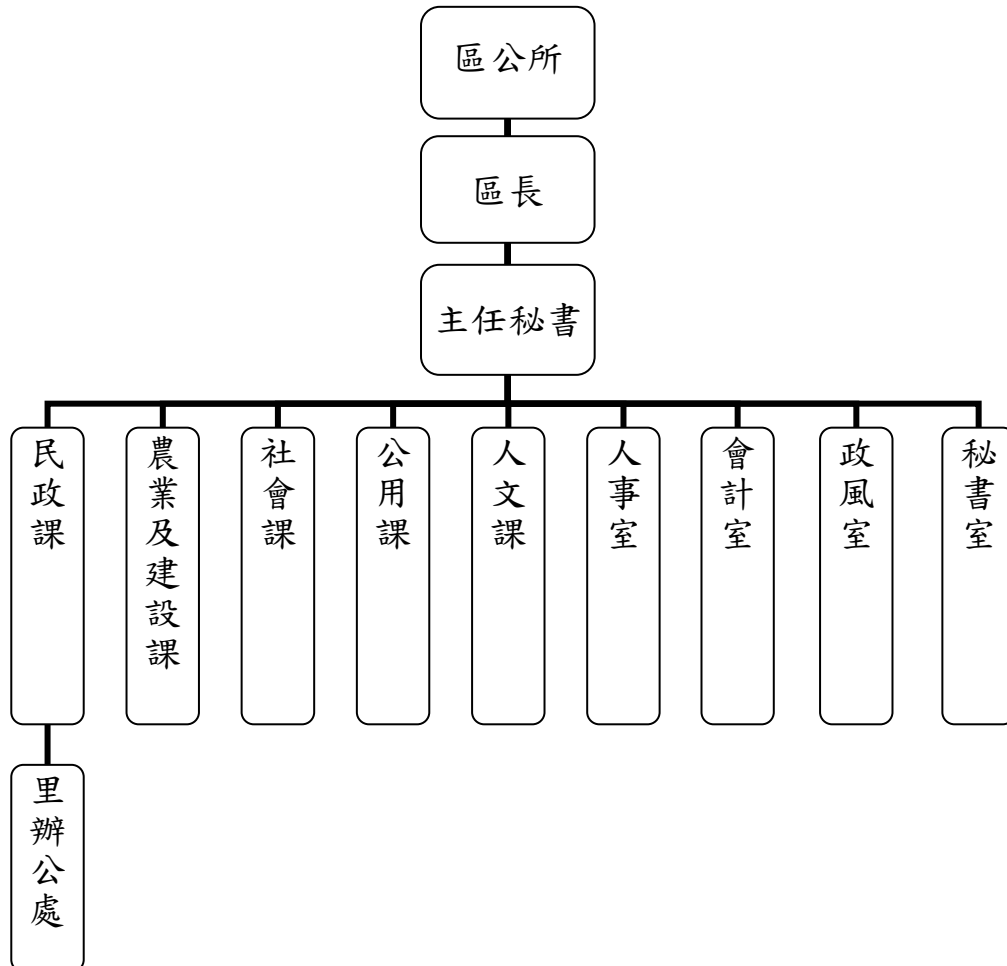 區公所
區長
主任秘書
民政課
農業及建設課
社會課
公用課
人文課
人事室
會計室
政風室
秘書室
里辦公處